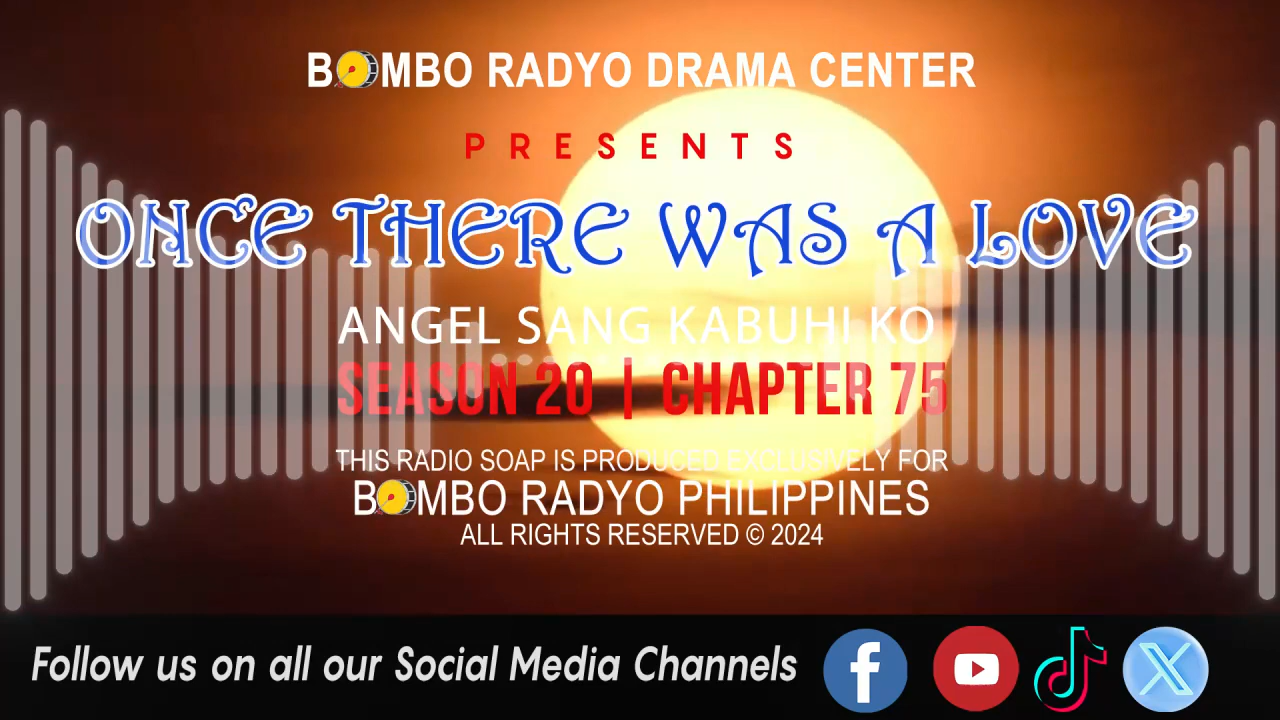 BOMBO RADYO DRAMA CENTER
PRESENTS
ONCE THERE WAS A LOVE
ANGEL SANG KABUHI KO
SEASON 20 | CHAPTER 75
THIS RADIO SOAP IS PRODUCED EXCLUSIVELY FOR
BOMBO RADYO PHILIPPINES
ALL RIGHTS RESERVED © 2024
Follow us on all our Social Media Channels